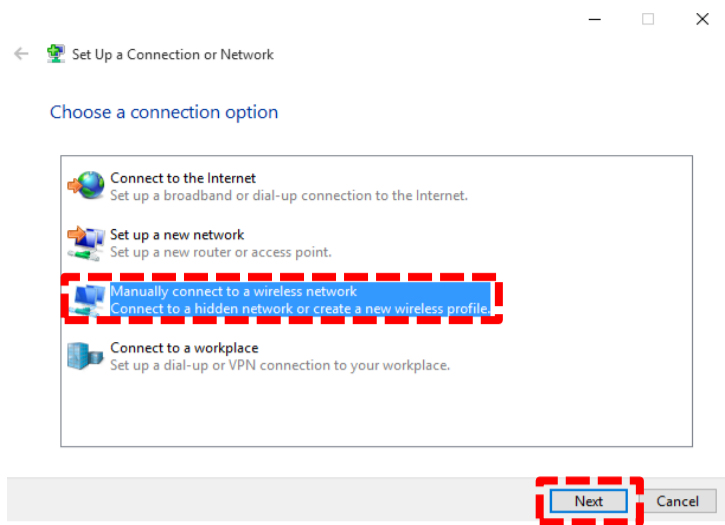 Set Up a Connection or Network
Choose a connection option
Connect to the Internet
Set up a broadband or dial-up connection to the Internet.
Set up a new network
Set up a new router or access point.
Manually connect to a wireless network
Connect to a hidden network or create a new wireless profile.
Connect to a workplace
Set up a dial-up or VPN connection to your workplace.
Next Cancel